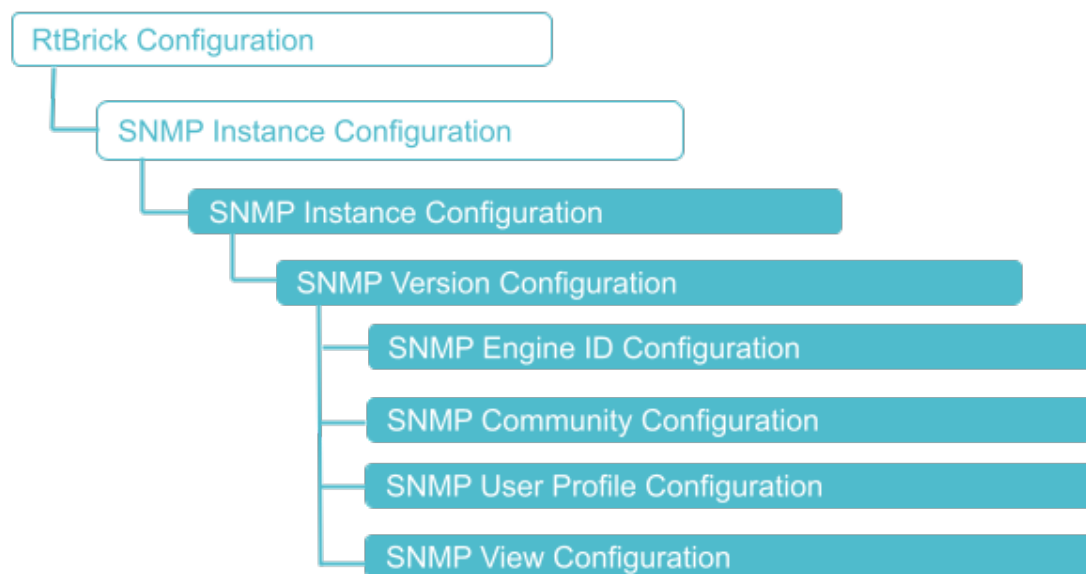 RtBrick Configuration
SNMP Instance Configuration
SNMP Instance Configuration
SNMP Version Configuration
SNMP Engine ID Configuration
SNMP Community Configuration
SNMP User Profile Configuration
SNMP View Configuration